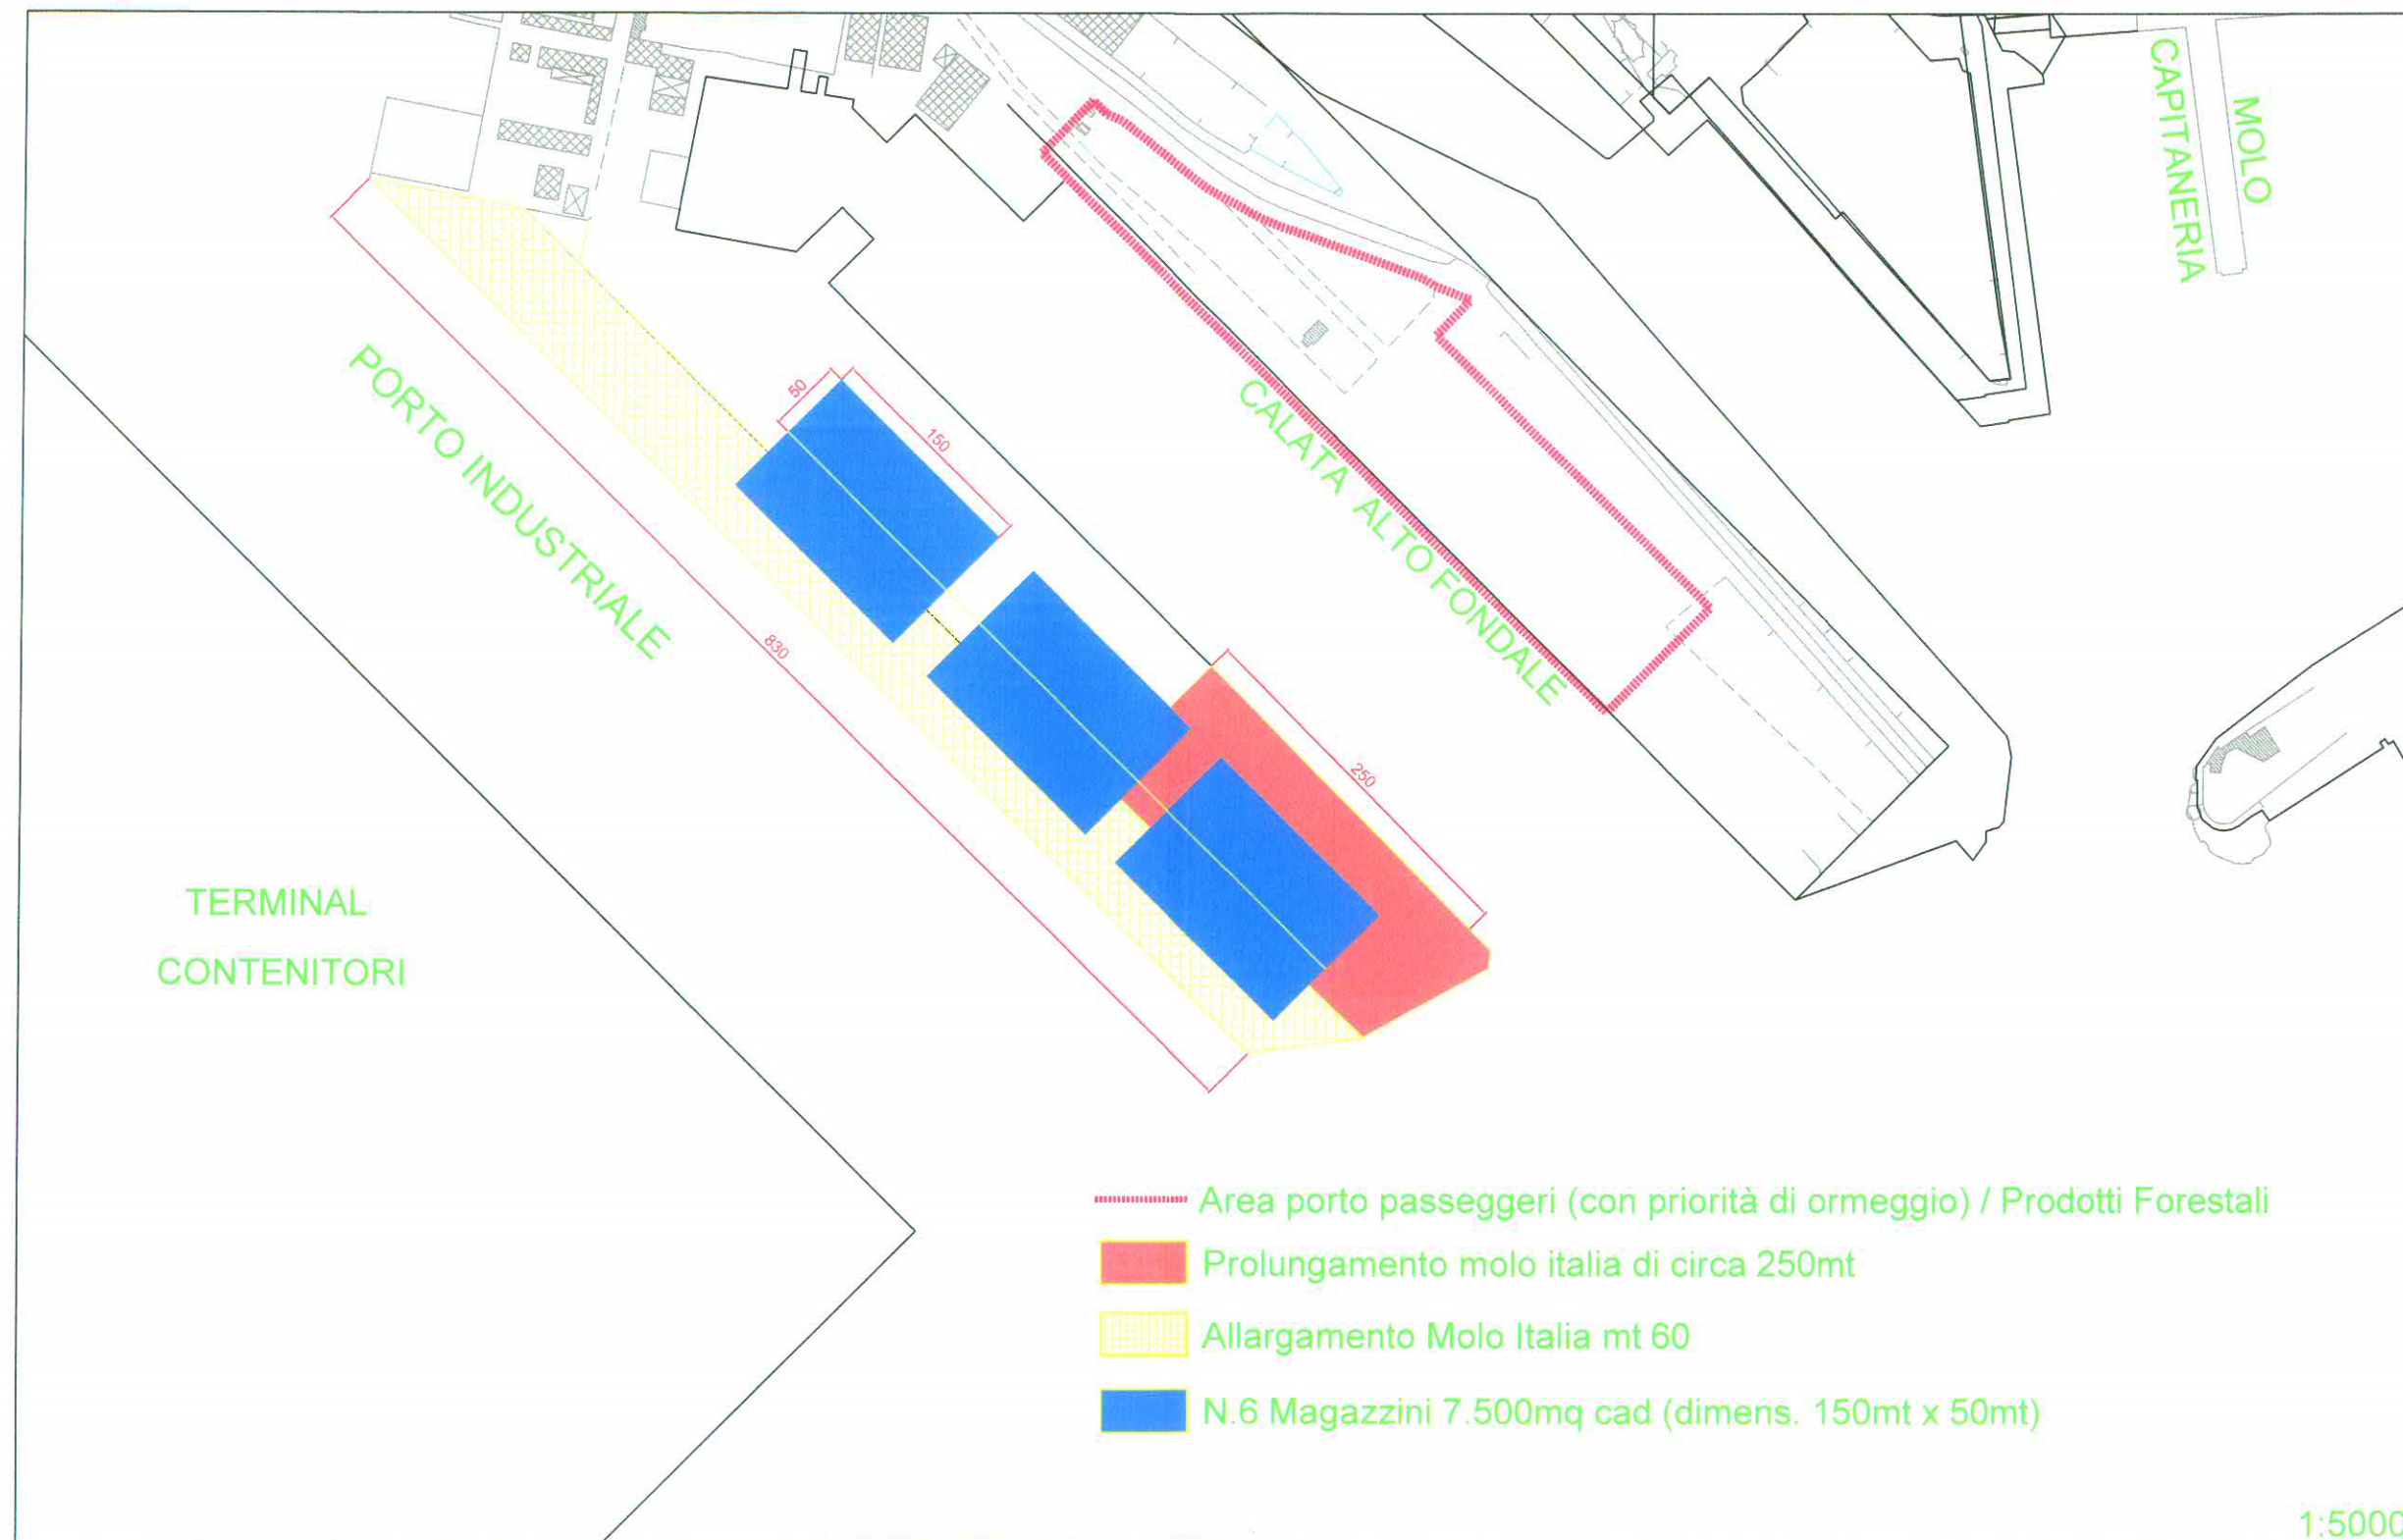 MOLO
CAPITANERIA
50
150
PORTO INDUSTRIALE
CALATA ALTO FONDALE
830
250
TERMINAL
CONTENITORI
Area porto passeggeri (con priorità di ormeggio) / Prodotti Forestali
Prolungamento molo italia di circa 250mt
Allargamento Molo Italia mt 60
N.6 Magazzini 7.500mq cad (dimens. 150mt x 50mt)
1:5000